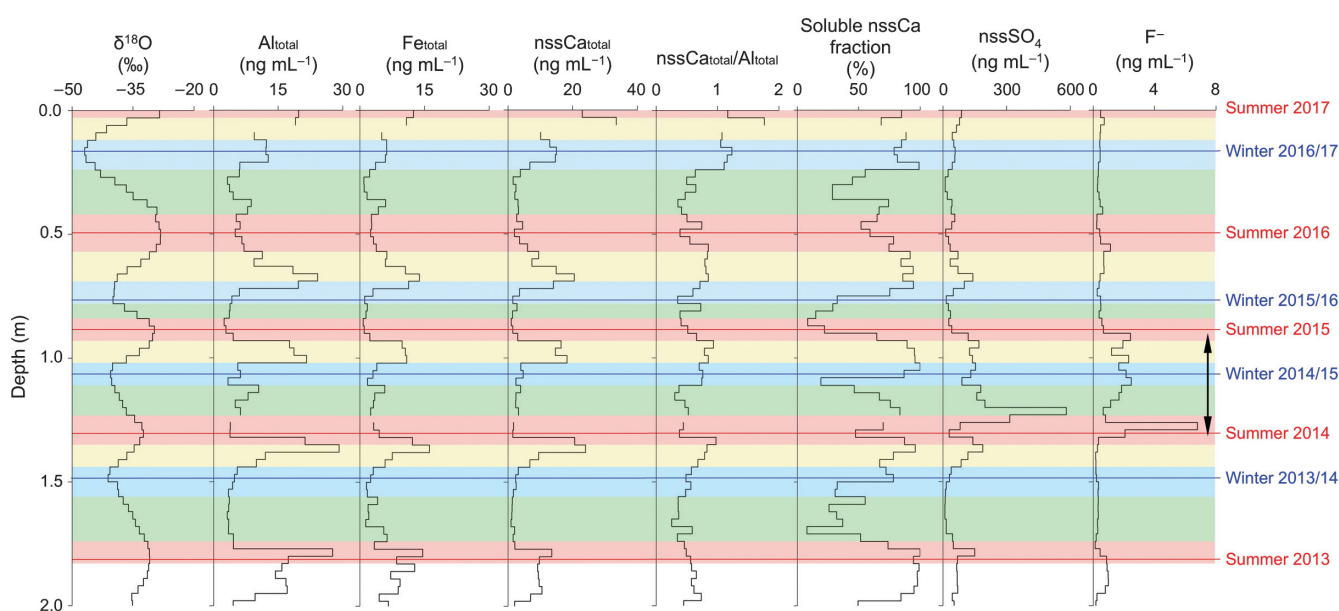 δ¹⁸O
(‰)
Altotal
(ng mL⁻¹)
Fetotal
(ng mL⁻¹)
nssCatotal
(ng mL⁻¹)
nssCatotal/Altotal
Soluble nssCa
fraction
(%)
nssSO₄
(ng mL⁻¹)
F⁻
(ng mL⁻¹)
−50 −35 −20
0 15 30
0 15 30
0 20 40
0 1 2
0 50 100
0 300 600
0 4 8
Depth (m)
0.0
0.5
1.0
1.5
2.0
Summer 2017
Winter 2016/17
Summer 2016
Winter 2015/16
Summer 2015
Winter 2014/15
Summer 2014
Winter 2013/14
Summer 2013